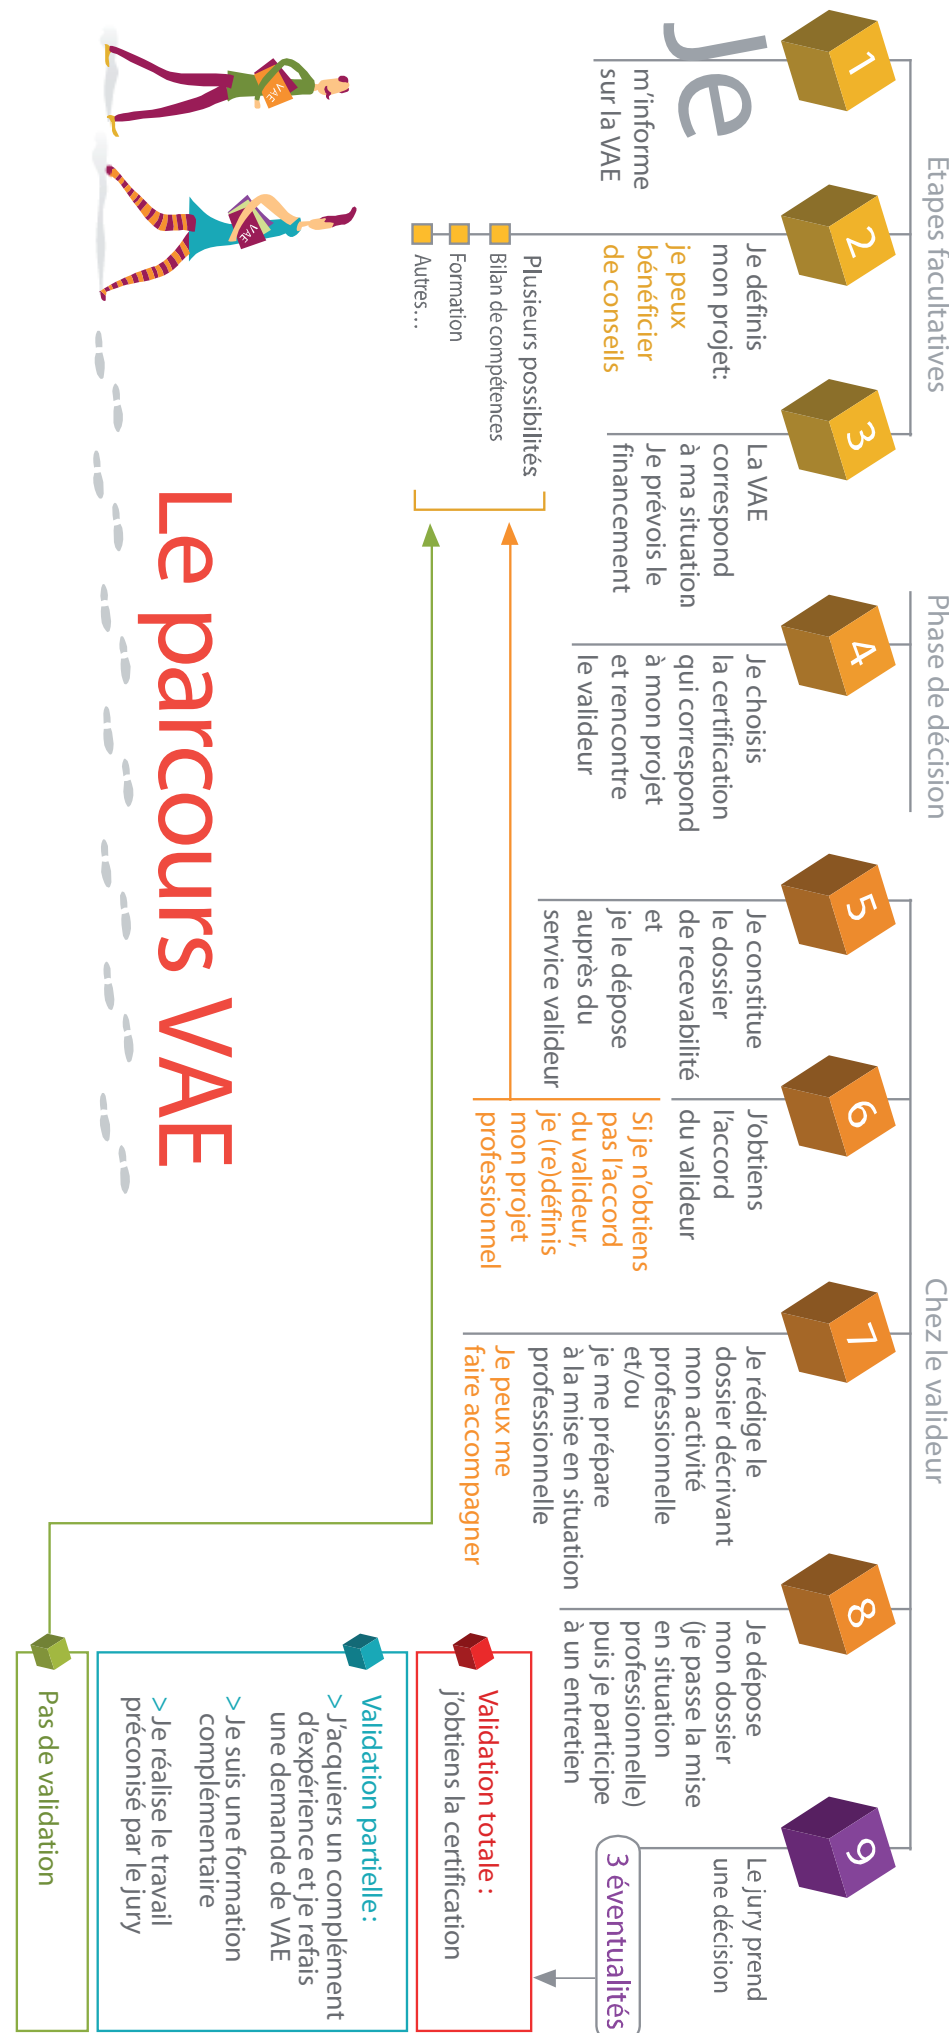 Etapes facultatives
Phase de décision
Chez le valideur
Je
1
m'informe
sur la VAE
2
Je définis
mon projet:
je peux
bénéficier
de conseils
Plusieurs possibilités
Bilan de compétences
Formation
Autres...
3
La VAE
correspond
à ma situation.
Je prévois le
financement
4
Je choisis
la certification
qui correspond
à mon projet
et rencontre
le valideur
5
Je constitue
le dossier
de recevabilité
et
je le dépose
auprès du
service valideur
6
J'obtiens
l'accord
du valideur
Si je n'obtiens
pas l'accord
du valideur,
je (re)définis
mon projet
professionnel
7
Je rédige le
dossier décrivant
mon activité
professionnelle
et/ou
je me prépare
à la mise en situation
professionnelle
Je peux me
faire accompagner
8
Je dépose
mon dossier
(je passe la mise
en situation
professionnelle)
puis je participe
à un entretien
9
Le jury prend
une décision
3 éventualités
Validation totale :
j'obtiens la certification
Validation partielle :
> J'acquiers un complément
d'expérience et je refais
une demande de VAE
> Je suis une formation
complémentaire
> Je réalise le travail
préconisé par le jury
Pas de validation
VAE
VAE
Le parcours VAE